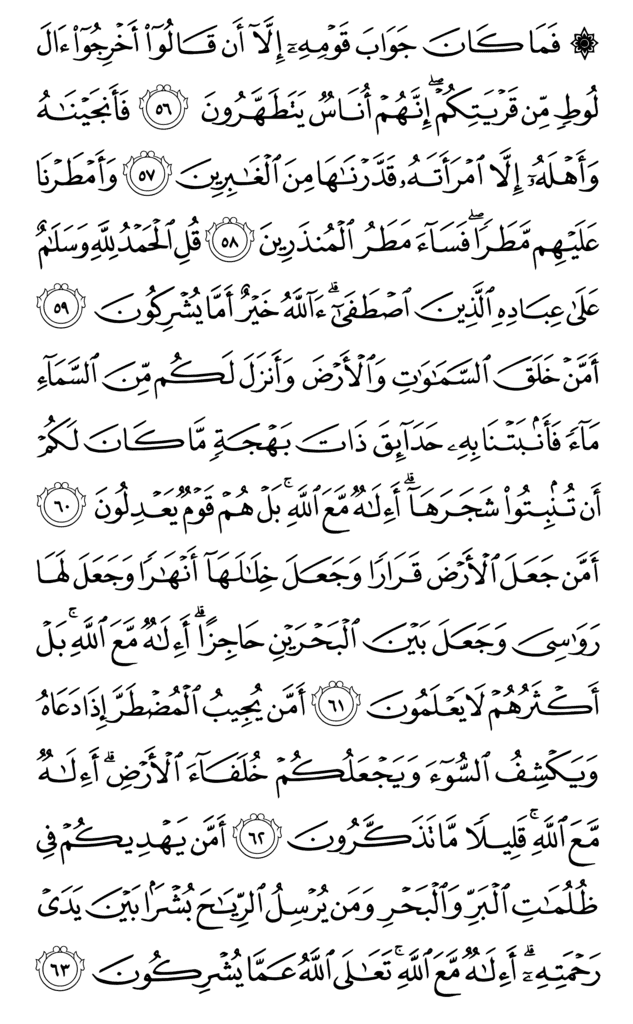 ۞ فَمَا كَانَ جَوَابَ قَوْمِهِۦٓ إِلَّآ أَن قَالُوٓا۟ أَخْرِجُوٓا۟ ءَالَ
لُوطٍ مِّن قَرْيَتِكُمْ ۖ إِنَّهُمْ أُنَاسٌ يَتَطَهَّرُونَ ٥٦ فَأَنجَيْنَٰهُ
وَأَهْلَهُۥٓ إِلَّا ٱمْرَأَتَهُۥ قَدَّرْنَٰهَا مِنَ ٱلْغَٰبِرِينَ ٥٧ وَأَمْطَرْنَا
عَلَيْهِم مَّطَرًا ۖ فَسَآءَ مَطَرُ ٱلْمُنذَرِينَ ٥٨ قُلِ ٱلْحَمْدُ لِلَّهِ وَسَلَٰمٌ
عَلَىٰ عِبَادِهِ ٱلَّذِينَ ٱصْطَفَىٰٓ ۗ ءَآللَّهُ خَيْرٌ أَمَّا يُشْرِكُونَ ٥٩
أَمَّنْ خَلَقَ ٱلسَّمَٰوَٰتِ وَٱلْأَرْضَ وَأَنزَلَ لَكُم مِّنَ ٱلسَّمَآءِ
مَآءً فَأَنۢبَتْنَا بِهِۦ حَدَآئِقَ ذَاتَ بَهْجَةٍ مَّا كَانَ لَكُمْ
أَن تُنۢبِتُوا۟ شَجَرَهَآ ۗ أَءِلَٰهٌ مَّعَ ٱللَّهِ ۚ بَلْ هُمْ قَوْمٌ يَعْدِلُونَ ٦٠
أَمَّن جَعَلَ ٱلْأَرْضَ قَرَارًا وَجَعَلَ خِلَٰلَهَآ أَنْهَٰرًا وَجَعَلَ لَهَا
رَوَٰسِىَ وَجَعَلَ بَيْنَ ٱلْبَحْرَيْنِ حَاجِزًا ۗ أَءِلَٰهٌ مَّعَ ٱللَّهِ ۚ بَلْ
أَكْثَرُهُمْ لَا يَعْلَمُونَ ٦١ أَمَّن يُجِيبُ ٱلْمُضْطَرَّ إِذَا دَعَاهُ
وَيَكْشِفُ ٱلسُّوٓءَ وَيَجْعَلُكُمْ خُلَفَآءَ ٱلْأَرْضِ ۗ أَءِلَٰهٌ
مَّعَ ٱللَّهِ ۚ قَلِيلًا مَّا تَذَكَّرُونَ ٦٢ أَمَّن يَهْدِيكُمْ فِى
ظُلُمَٰتِ ٱلْبَرِّ وَٱلْبَحْرِ وَمَن يُرْسِلُ ٱلرِّيَٰحَ بُشْرًۢا بَيْنَ يَدَىْ
رَحْمَتِهِۦٓ ۗ أَءِلَٰهٌ مَّعَ ٱللَّهِ ۚ تَعَٰلَى ٱللَّهُ عَمَّا يُشْرِكُونَ ٦٣